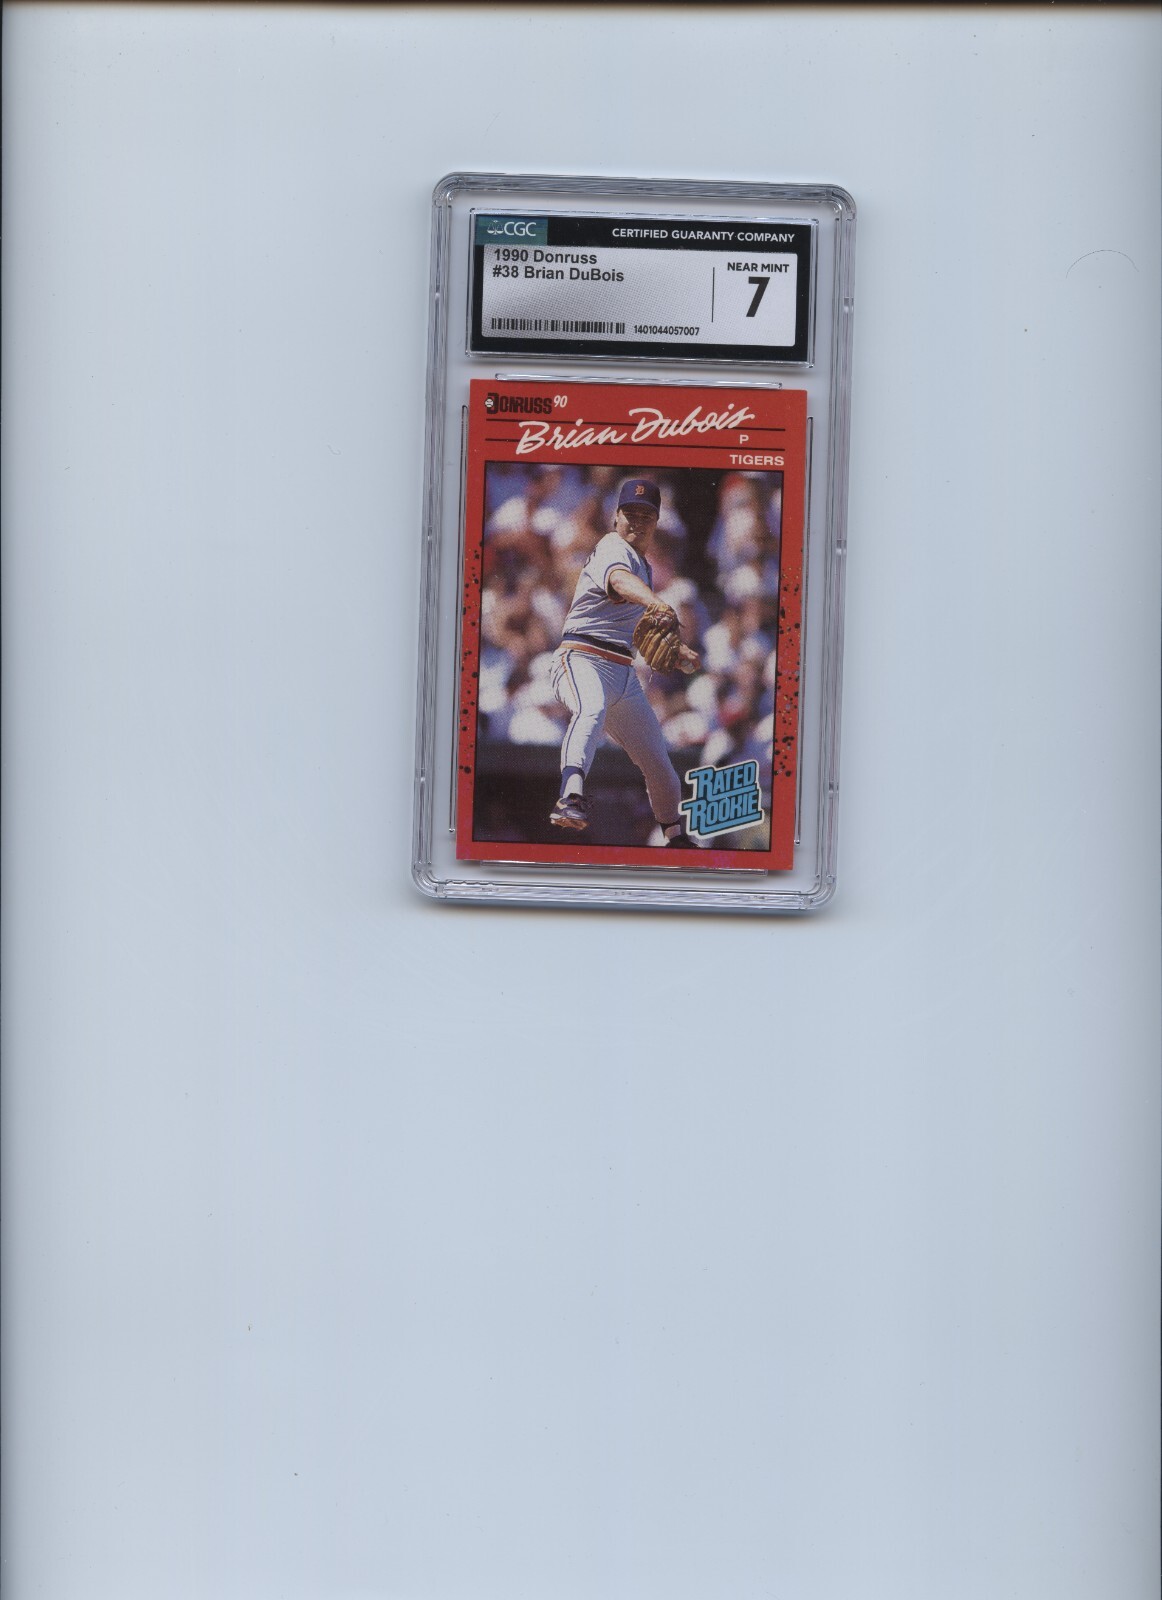 CGC CERTIFIED GUARANTY COMPANY
1990 Donruss
#38 Brian DuBois
NEAR MINT
7
1401044057007
DONRUSS 90
Brian Dubois
P
TIGERS
D
RATED
ROOKIE